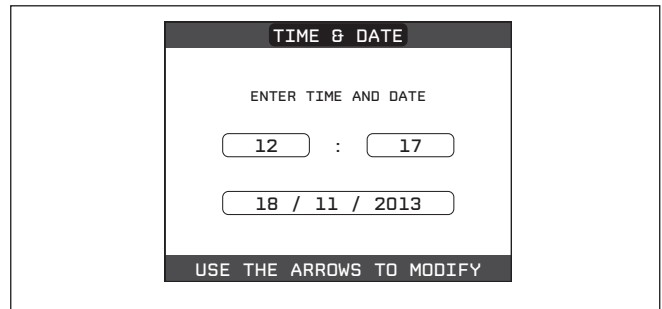 TIME & DATE
ENTER TIME AND DATE
12 : 17
18 / 11 / 2013
USE THE ARROWS TO MODIFY